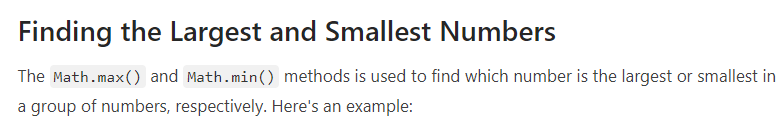 Finding the Largest and Smallest Numbers
The Math.max() and Math.min() methods is used to find which number is the largest or smallest in
a group of numbers, respectively. Here's an example: